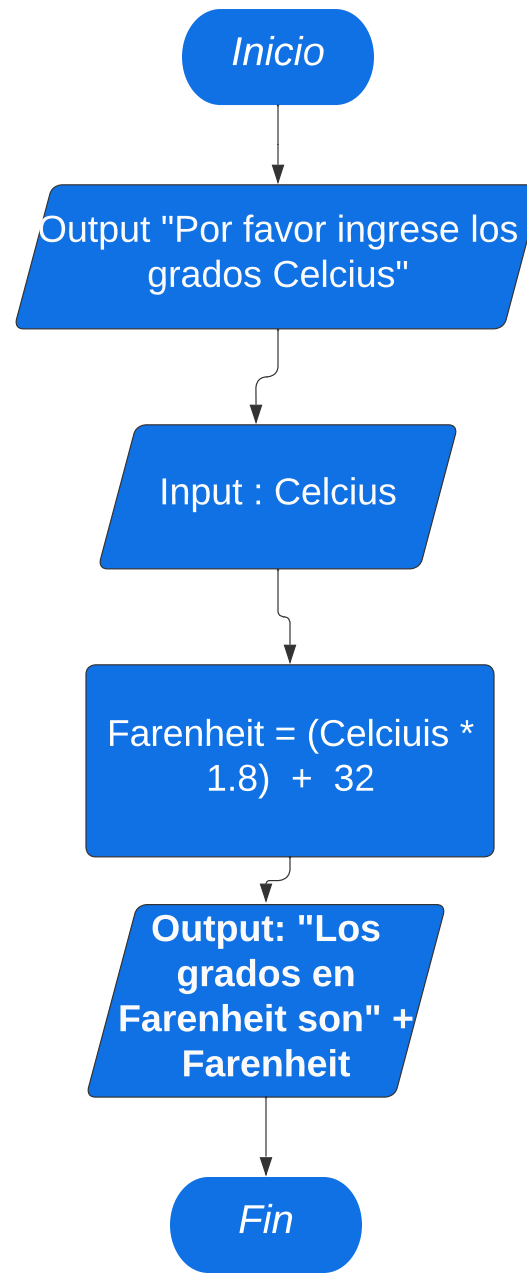 Inicio
Output "Por favor ingrese los
grados Celcius"
Input : Celcius
Farenheit = (Celciuis *
1.8)  +  32
Output: "Los
grados en
Farenheit son" +
Farenheit
Fin